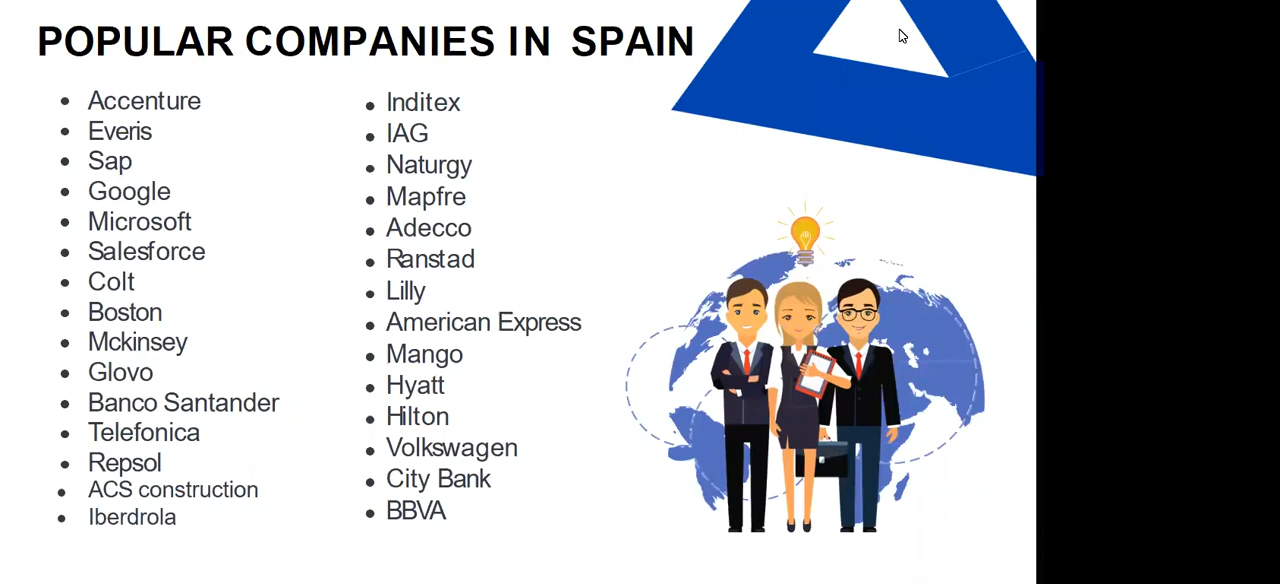 POPULAR COMPANIES IN SPAIN
Accenture
Everis
Sap
Google
Microsoft
Salesforce
Colt
Boston
Mckinsey
Glovo
Banco Santander
Telefonica
Repsol
ACS construction
Iberdrola
Inditex
IAG
Naturgy
Mapfre
Adecco
Ranstad
Lilly
American Express
Mango
Hyatt
Hilton
Volkswagen
City Bank
BBVA